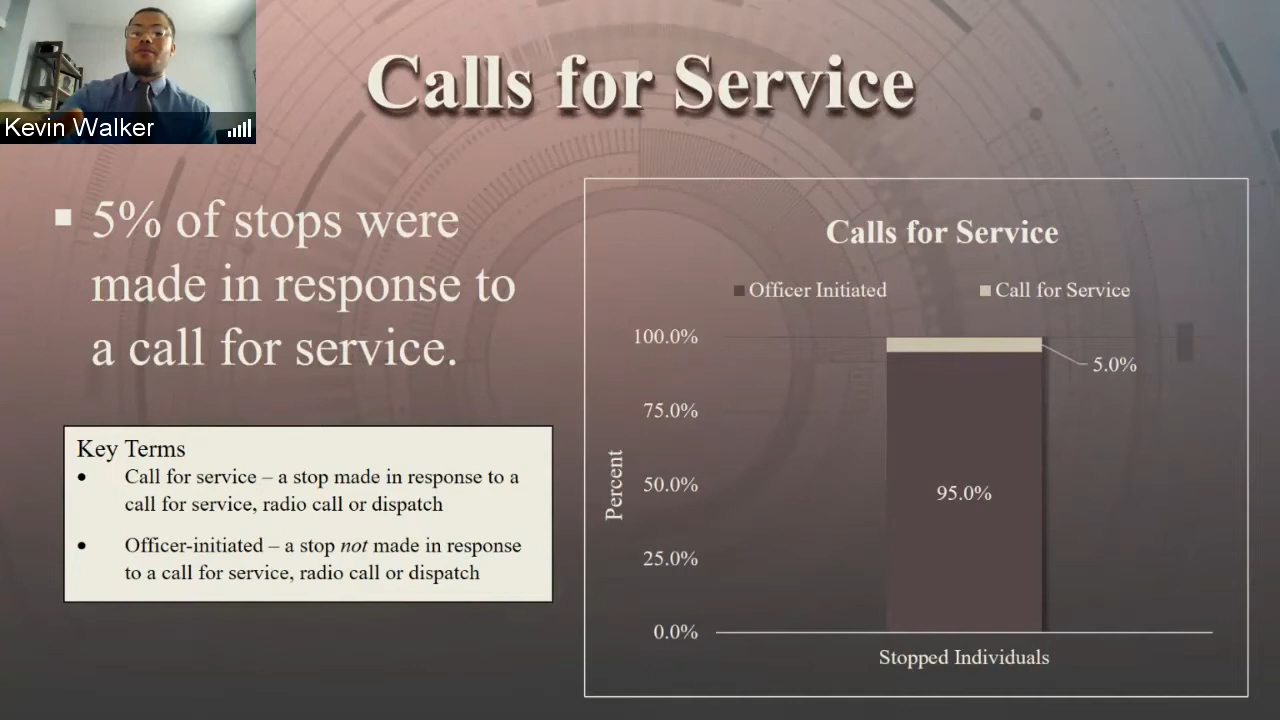 Kevin Walker
Calls for Service
▪ 5% of stops were
made in response to
a call for service.
Key Terms
• Call for service – a stop made in response to a
call for service, radio call or dispatch
• Officer-initiated – a stop not made in response
to a call for service, radio call or dispatch
Calls for Service
Officer Initiated
Call for Service
100.0%
75.0%
50.0%
25.0%
0.0%
Percent
5.0%
95.0%
Stopped Individuals